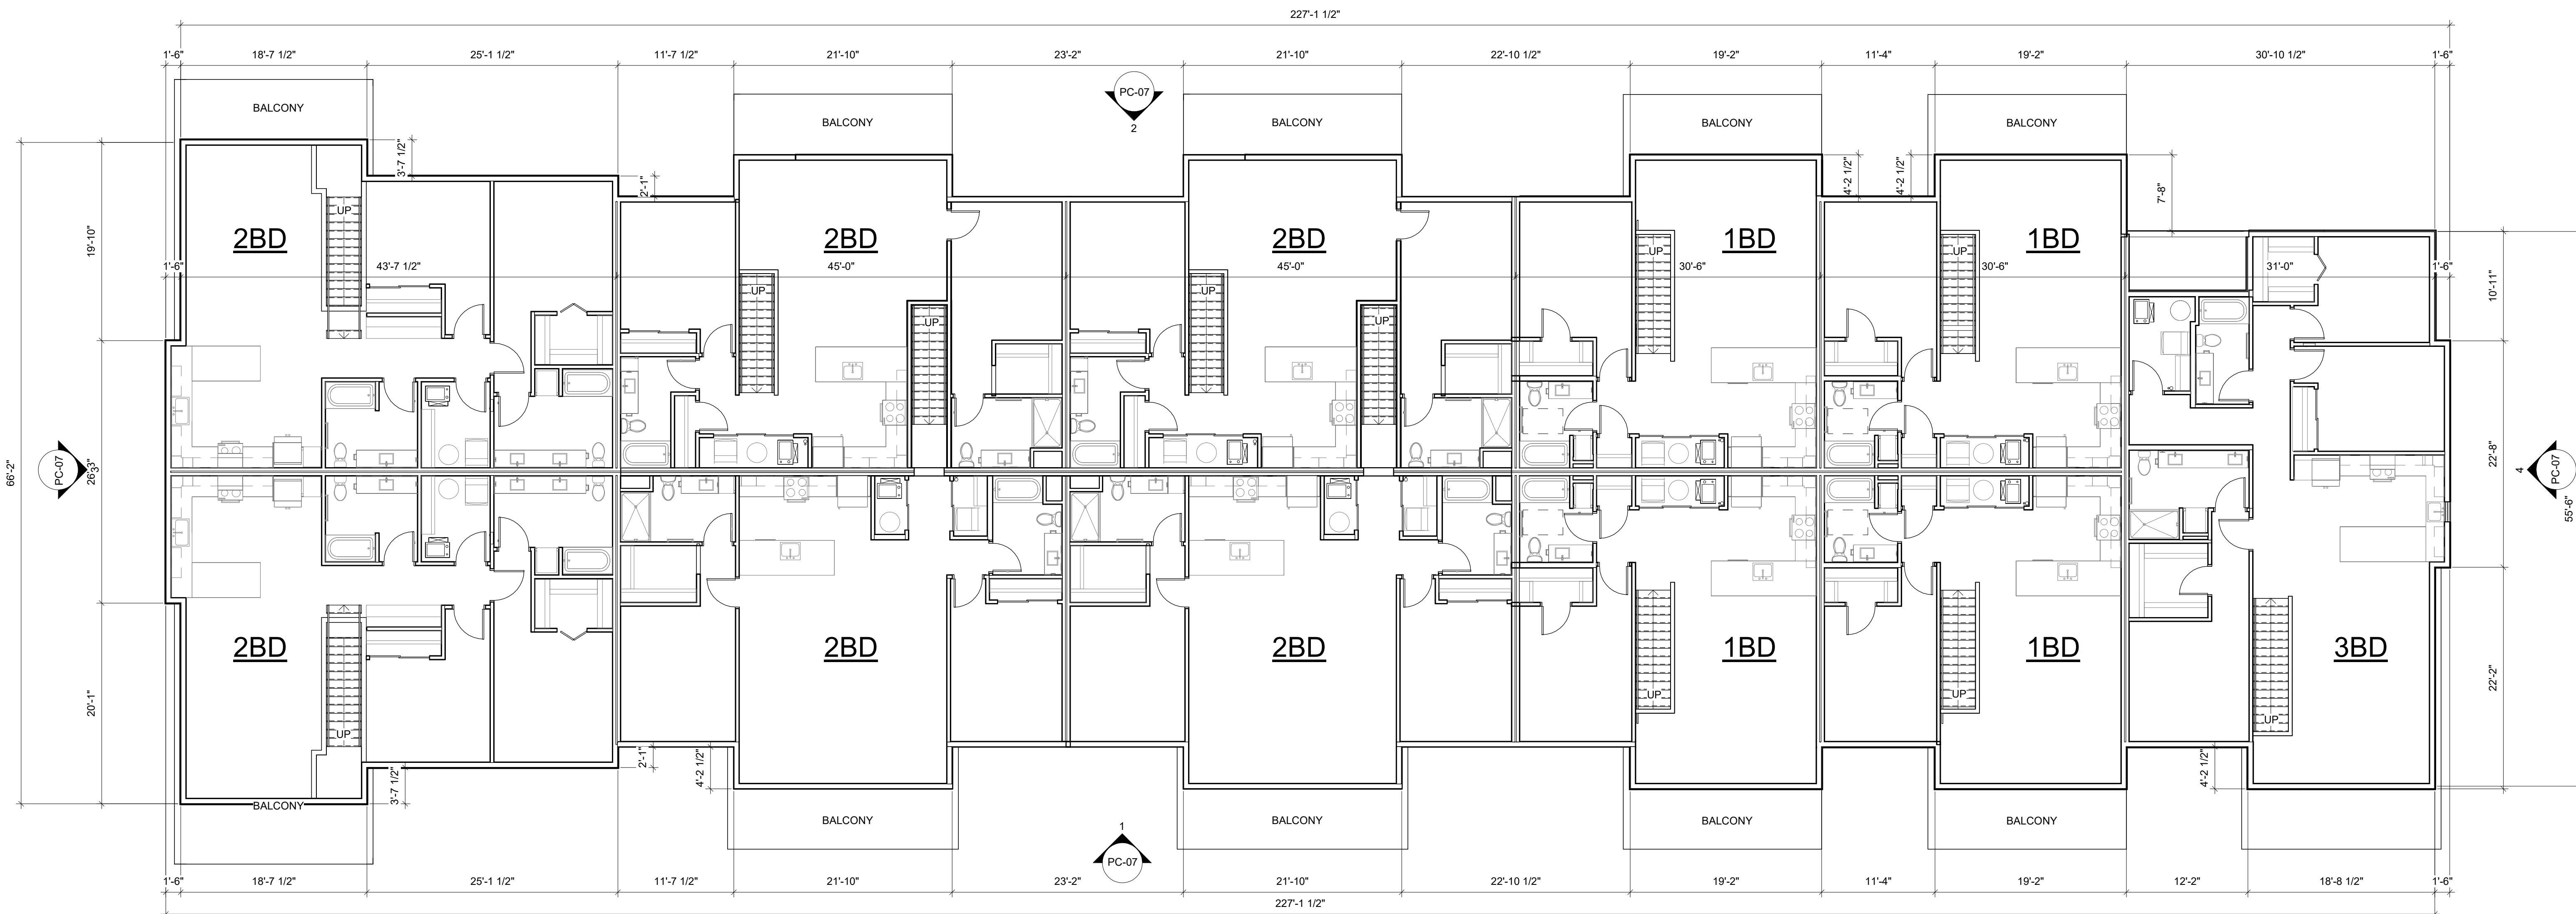 227'-1 1/2"
1'-6" 18'-7 1/2" 25'-1 1/2" 11'-7 1/2" 21'-10" 23'-2" 21'-10" 22'-10 1/2" 19'-2" 11'-4" 19'-2" 30'-10 1/2" 1'-6"
BALCONY BALCONY BALCONY BALCONY BALCONY
PC-07
2
3'-7 1/2" 2'-1" 4'-2 1/2" 4'-2 1/2" 7'-8"
UP
2BD 2BD 2BD 1BD 1BD
19'-10"
UP UP
1'-6" 43'-7 1/2" 45'-0" 45'-0" 30'-6" 30'-6" 31'-0" 1'-6"
UP UP
10'-11"
UP UP
66'-2"
PC-07
26'-3"
22'-8"
4
PC-07
55'-6"
2BD 2BD 2BD 1BD 1BD 3BD
20'-1"
22'-2"
UP UP
UP
UP
3'-7 1/2" 2'-1" 4'-2 1/2" 4'-2 1/2"
BALCONY
BALCONY BALCONY BALCONY BALCONY
1
PC-07
1'-6" 18'-7 1/2" 25'-1 1/2" 11'-7 1/2" 21'-10" 23'-2" 21'-10" 22'-10 1/2" 19'-2" 11'-4" 19'-2" 12'-2" 18'-8 1/2" 1'-6"
227'-1 1/2"